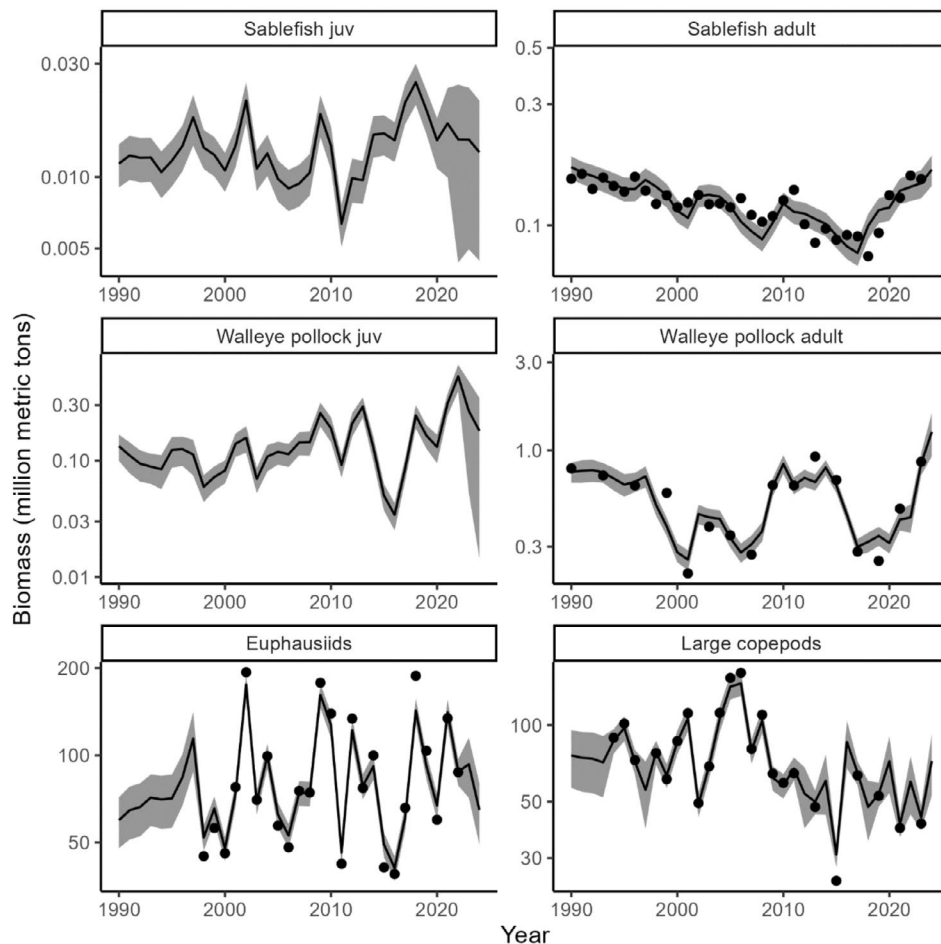 Sablefish juv
0.030
0.010
0.005
1990 2000 2010 2020
Sablefish adult
0.5
0.3
0.1
1990 2000 2010 2020
Walleye pollock juv
0.30
0.10
0.03
0.01
1990 2000 2010 2020
Walleye pollock adult
3.0
1.0
0.3
1990 2000 2010 2020
Euphausiids
200
100
50
1990 2000 2010 2020
Large copepods
100
50
30
1990 2000 2010 2020
Biomass (million metric tons)
Year